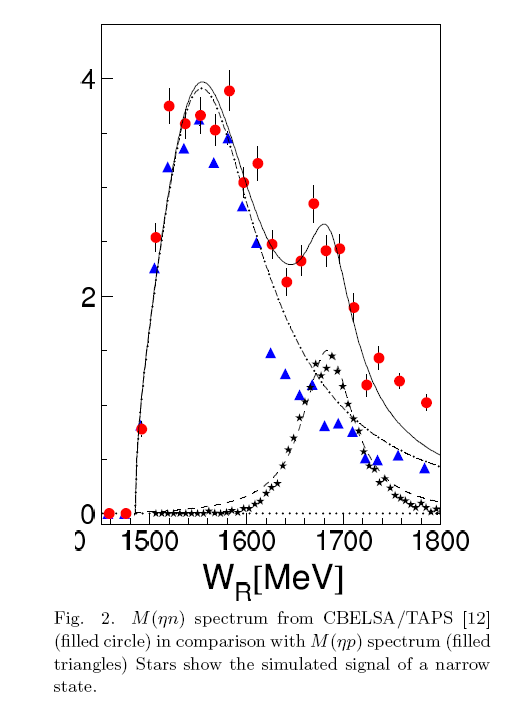 4
2
0
0 1500 1600 1700 1800
W_R[MeV]
Fig. 2. M(ηn) spectrum from CBELSA/TAPS [12]
(filled circle) in comparison with M(ηp) spectrum (filled
triangles) Stars show the simulated signal of a narrow
state.